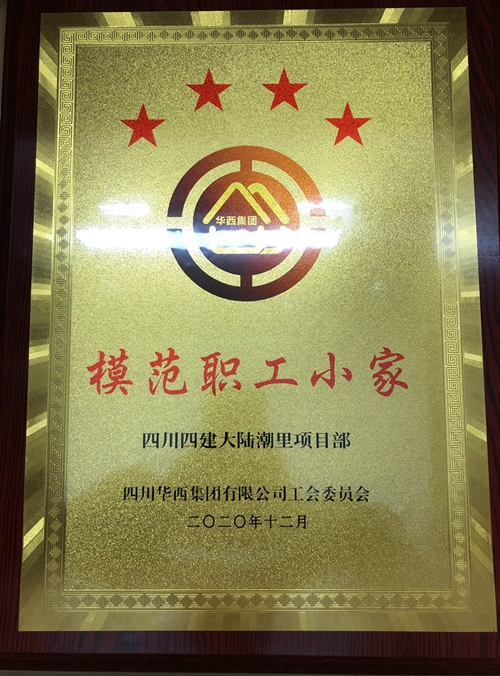 华西集团
模范职工小家
四川四建大陆潮里项目部
四川华西集团有限公司工会委员会
二〇二〇年十二月